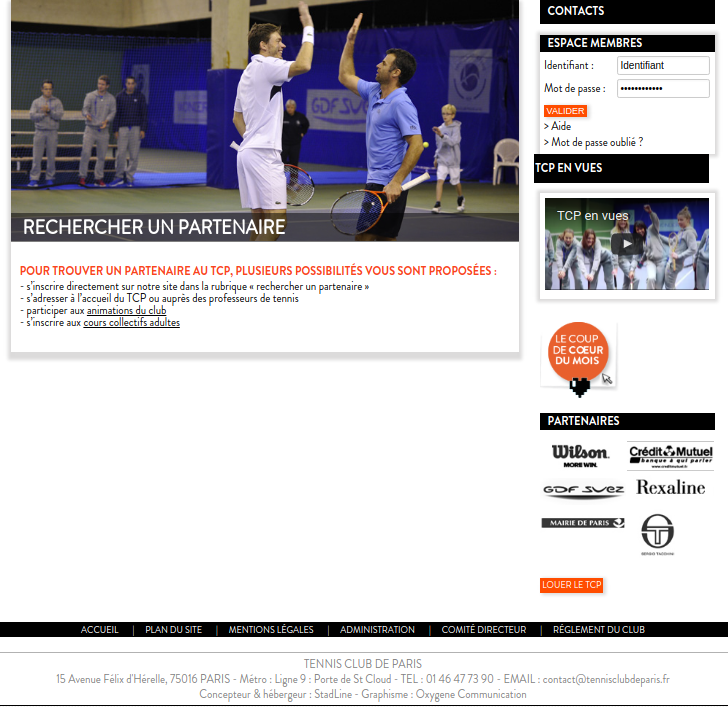 RECHERCHER UN PARTENAIRE
POUR TROUVER UN PARTENAIRE AU TCP, PLUSIEURS POSSIBILITÉS VOUS SONT PROPOSÉES :
- s'inscrire directement sur notre site dans la rubrique « rechercher un partenaire »
- s'adresser à l'accueil du TCP ou auprès des professeurs de tennis
- participer aux animations du club
- s'inscrire aux cours collectifs adultes
CONTACTS
ESPACE MEMBRES
Identifiant : Identifiant
Mot de passe : ••••••••••••
VALIDER
> Aide
> Mot de passe oublié ?
TCP EN VUES
TCP en vues
LE COUP
DE CŒUR
DU MOIS
PARTENAIRES
Wilson.
MORE WIN.
Crédit Mutuel
banque à qui parler
www.creditmutuel.fr
GDF SUEZ
Rexaline
MAIRIE DE PARIS
SERGIO TACCHINI
LOUER LE TCP
ACCUEIL | PLAN DU SITE | MENTIONS LÉGALES | ADMINISTRATION | COMITÉ DIRECTEUR | RÉGLEMENT DU CLUB
TENNIS CLUB DE PARIS
15 Avenue Félix d'Hérelle, 75016 PARIS - Métro : Ligne 9 : Porte de St Cloud - TEL : 01 46 47 73 90 - EMAIL : contact@tennisclubdeparis.fr
Concepteur & hébergeur : StadLine - Graphisme : Oxygene Communication